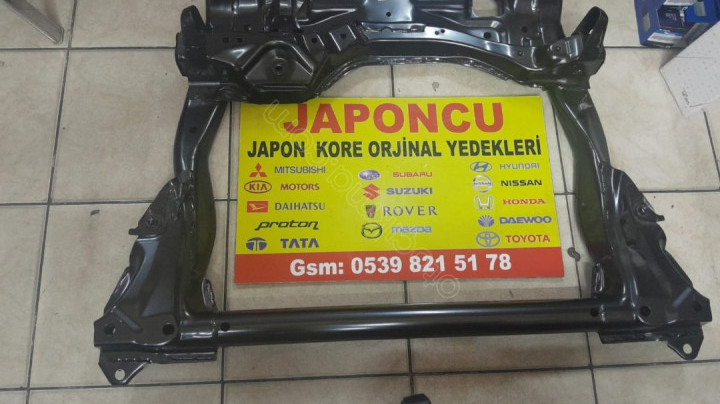 JAPONCU
JAPON KORE ORJİNAL YEDEKLERİ
MITSUBISHI SUBARU HYUNDAI
KIA MOTORS SUZUKI NISSAN
DAIHATSU ROVER HONDA
PROTON mazda DAEWOO
TATA TOYOTA
Gsm: 0539 821 51 78